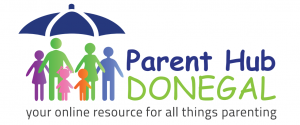 Parent Hub
DONEGAL
your online resource for all things parenting